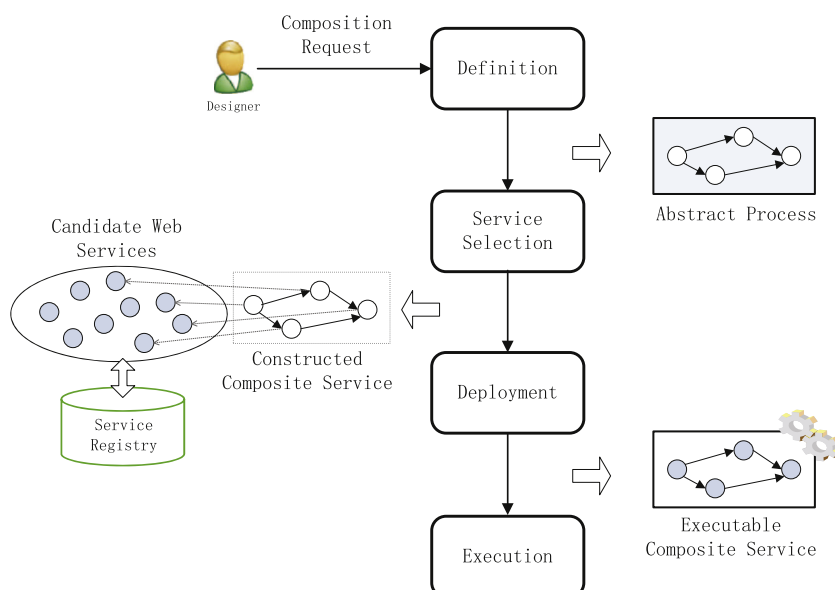 Composition
Request
Designer
Definition
Abstract Process
Service
Selection
Candidate Web
Services
Constructed
Composite Service
Service
Registry
Deployment
Executable
Composite Service
Execution